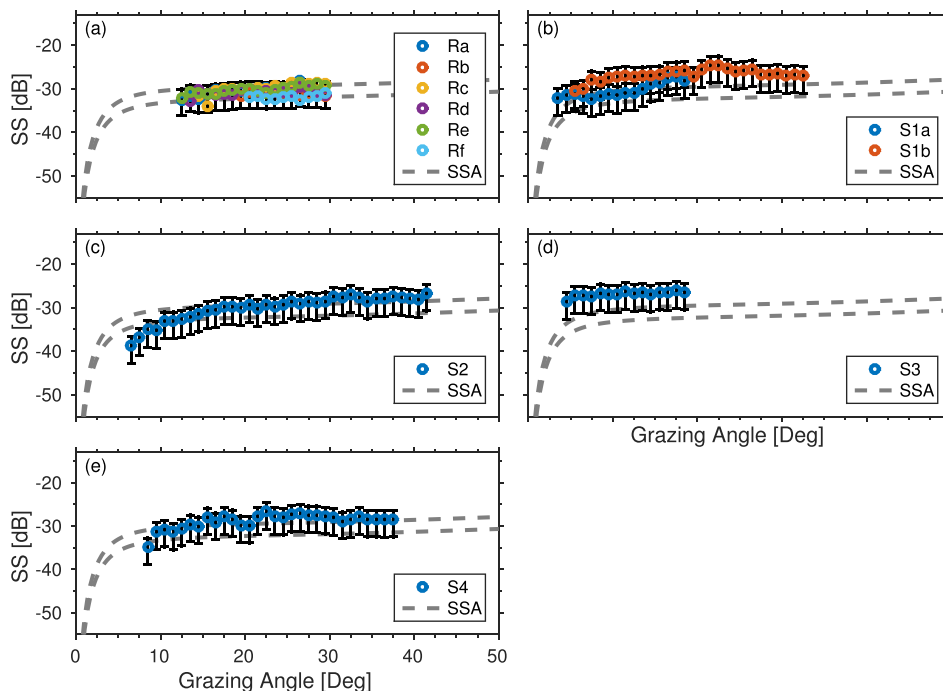 (a)
SS [dB]
-20
-30
-40
-50
Ra
Rb
Rc
Rd
Re
Rf
SSA
(b)
S1a
S1b
SSA
(c)
SS [dB]
-20
-30
-40
-50
S2
SSA
(d)
S3
SSA
Grazing Angle [Deg]
(e)
SS [dB]
-20
-30
-40
-50
S4
SSA
0 10 20 30 40 50
Grazing Angle [Deg]